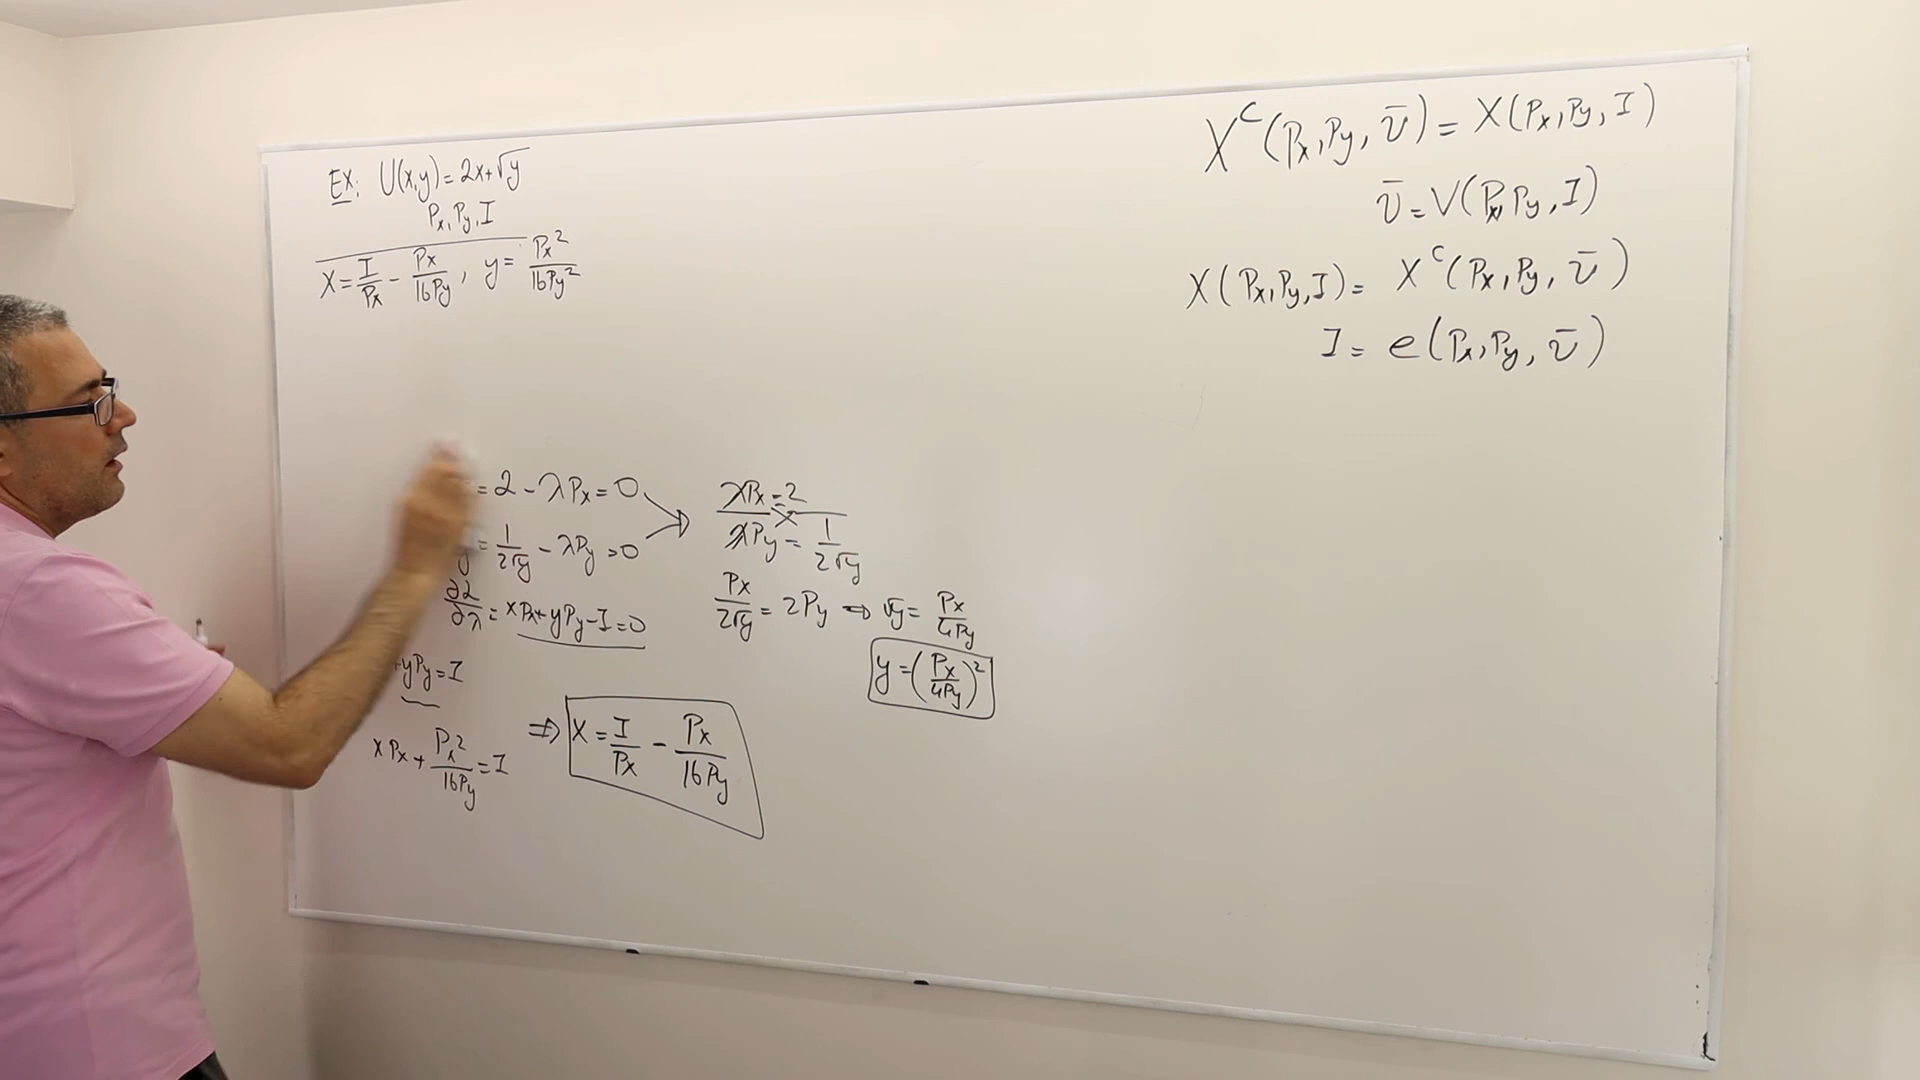 Ex: U(x,y)=2x+√y
Px, Py, I
X = I/Px - Px/16Py, y = Px²/16Py²
= 2 - λPx = 0
y = 1/2√y - λPy = 0
∂L/∂λ = xPx+yPy-I=0
+yPy=I
xPx + Px²/16Py = I
⇒ X = I/Px - Px/16Py
λPx = 2
λPy = 1/2√y
Px/2√y = 2Py ⇒ √y = Px/4Py
y = (Px/4Py)²
X^c(Px, Py, Ū) = X(Px, Py, I)
Ū = V(Px, Py, I)
X(Px, Py, I) = X^c(Px, Py, Ū)
I = e(Px, Py, Ū)